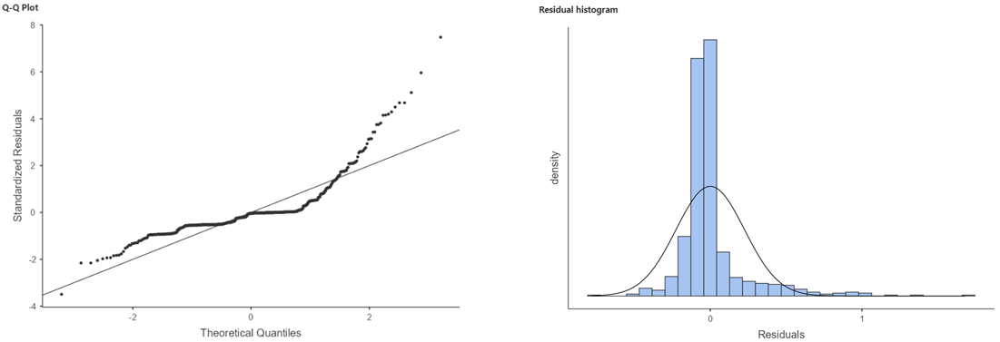 Q-Q Plot
8
6
4
2
0
-2
-4
-2
0
2
Standardized Residuals
Theoretical Quantiles
Residual histogram
density
0
1
Residuals